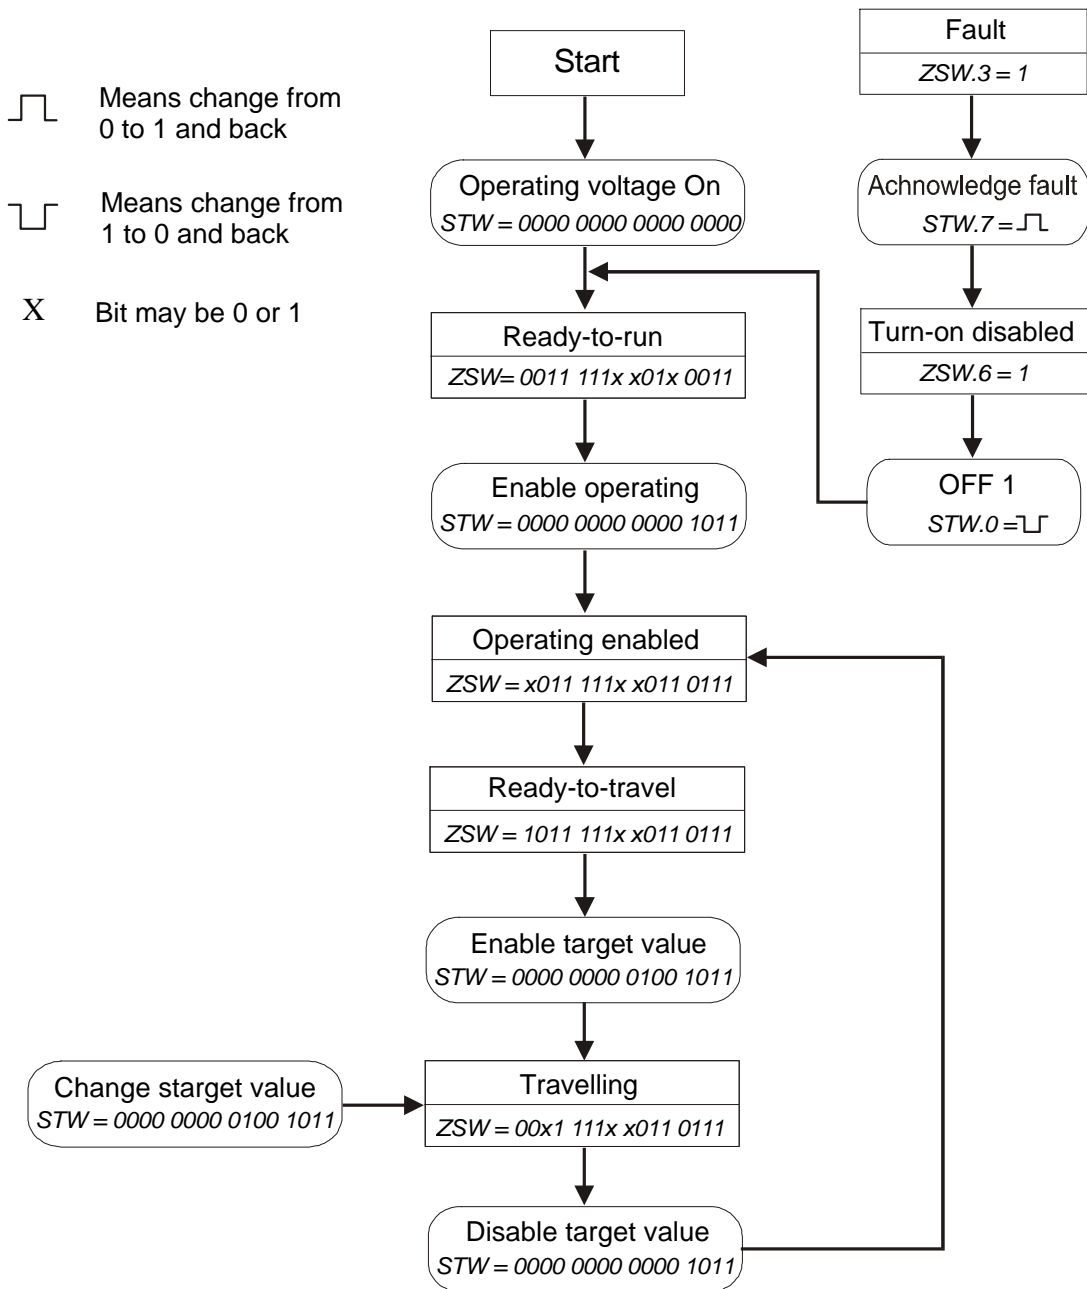 Means change from
0 to 1 and back
Means change from
1 to 0 and back
X Bit may be 0 or 1
Start
Operating voltage On
STW = 0000 0000 0000 0000
Ready-to-run
ZSW= 0011 111x x01x 0011
Enable operating
STW = 0000 0000 0000 1011
Operating enabled
ZSW = x011 111x x011 0111
Ready-to-travel
ZSW = 1011 111x x011 0111
Enable target value
STW = 0000 0000 0100 1011
Change starget value
STW = 0000 0000 0100 1011
Travelling
ZSW = 00x1 111x x011 0111
Disable target value
STW = 0000 0000 0000 1011
Fault
ZSW.3 = 1
Achnowledge fault
STW.7 =
Turn-on disabled
ZSW.6 = 1
OFF 1
STW.0 =